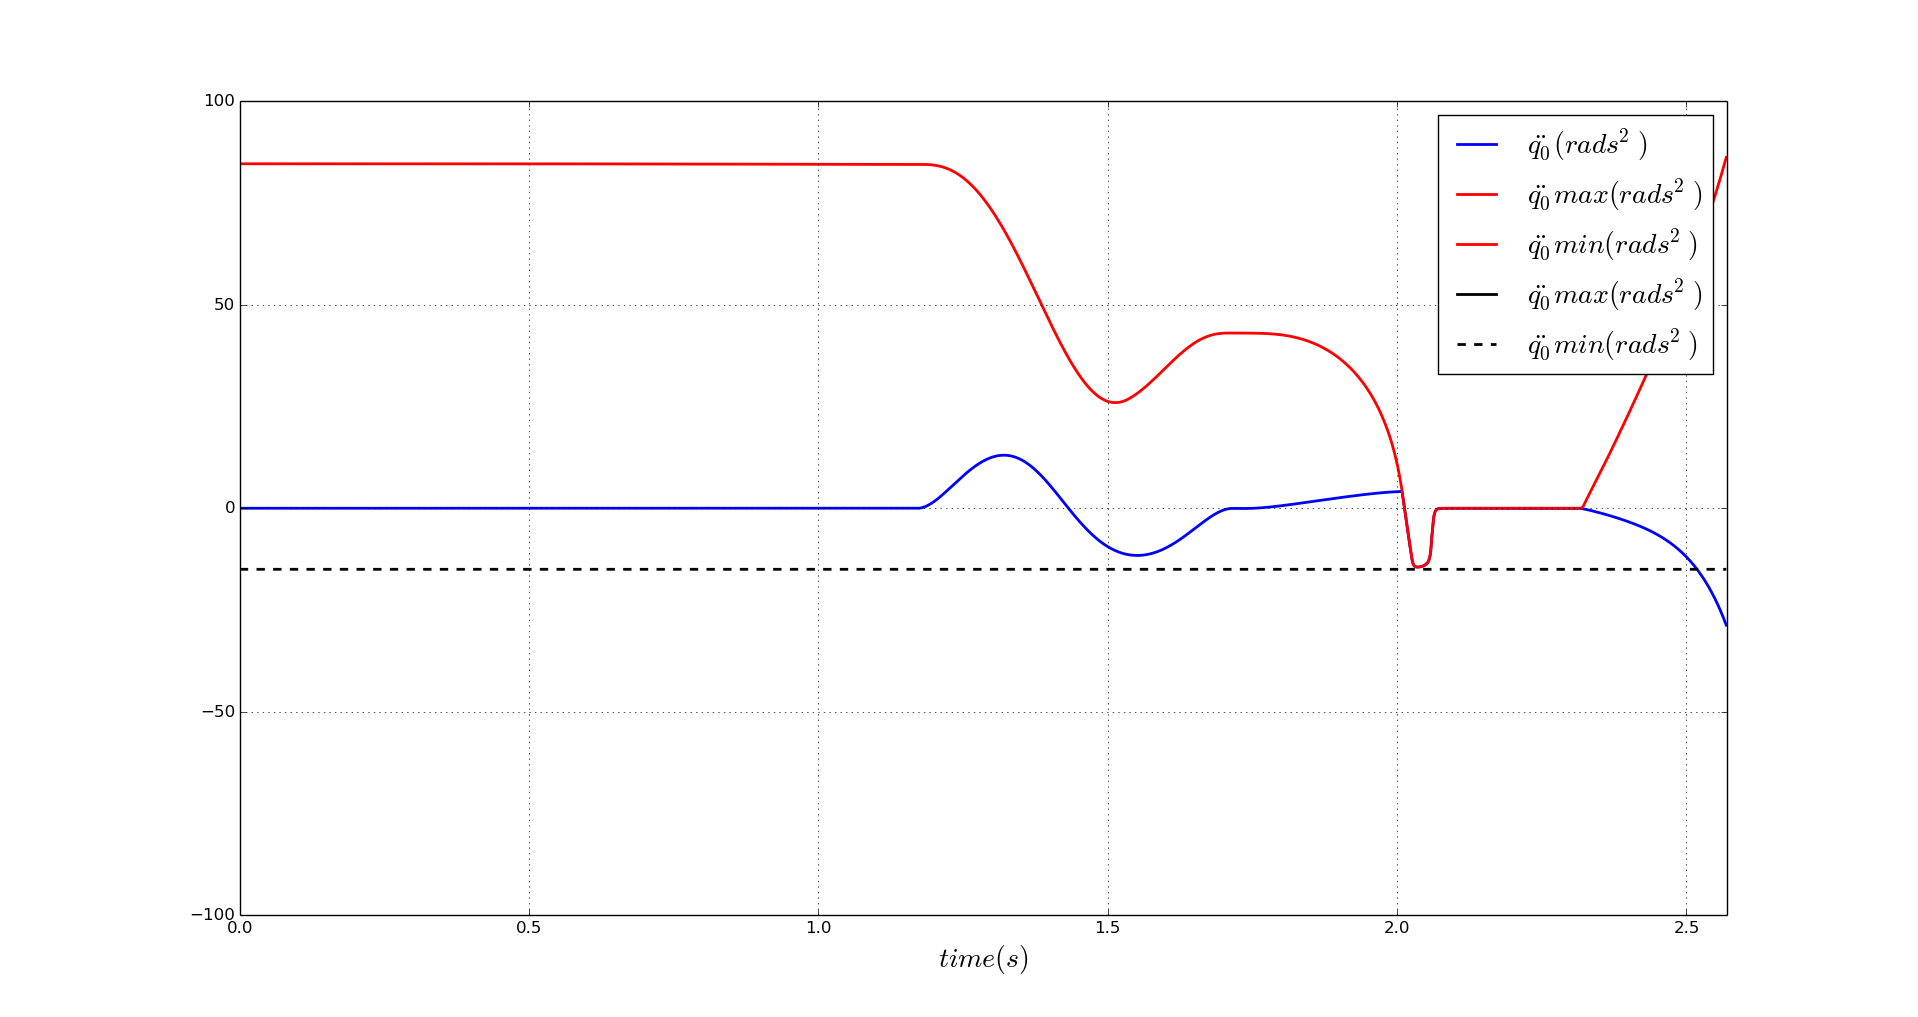 100
50
0
−50
−100
0.0 0.5 1.0 1.5 2.0 2.5
time(s)
q̈₀ (rads² )
q̈₀ max(rads² )
q̈₀ min(rads² )
q̈₀ max(rads² )
q̈₀ min(rads² )